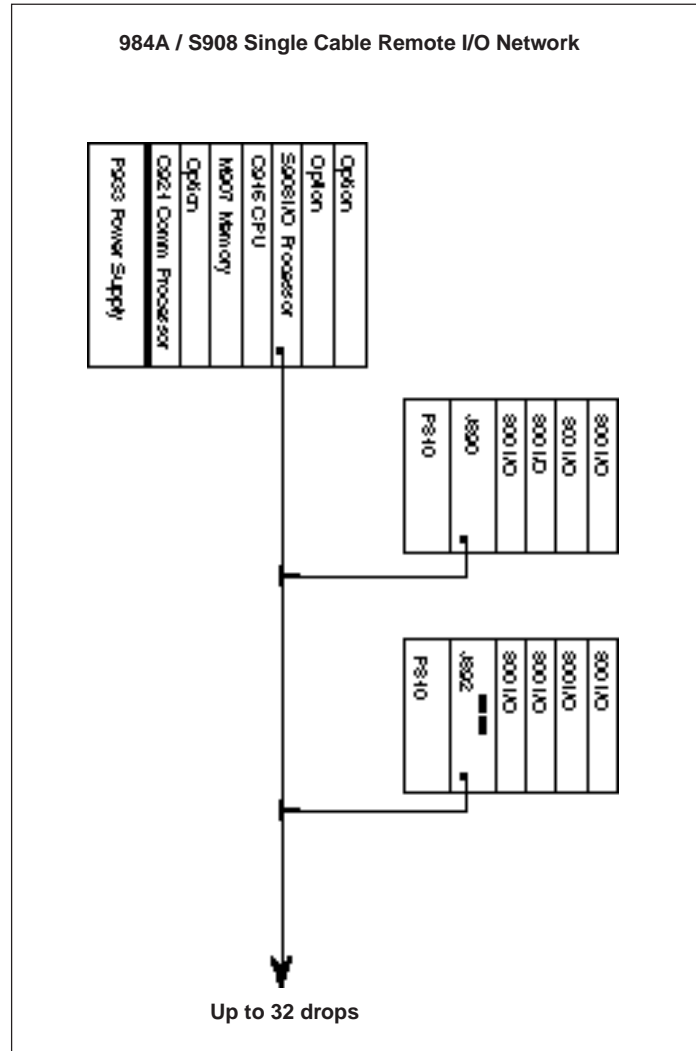 984A / S908 Single Cable Remote I/O Network
P933 Power Supply
C921 Comm Processor
Option
M907 Memory
C916 CPU
S908 I/O Processor
Option
Option
P810
J890
800 I/O
800 I/O
800 I/O
800 I/O
P810
J892
800 I/O
800 I/O
800 I/O
800 I/O
Up to 32 drops